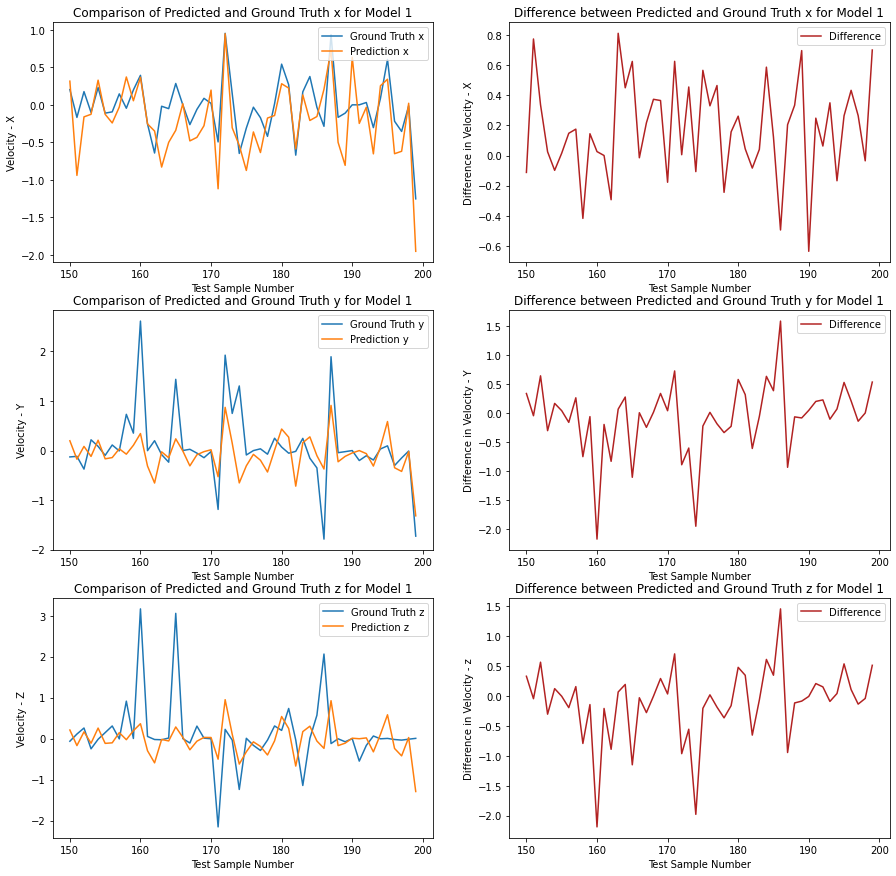 Comparison of Predicted and Ground Truth x for Model 1
Difference between Predicted and Ground Truth x for Model 1
Ground Truth x
Prediction x
Difference
Velocity - X
1.0
0.5
0.0
−0.5
−1.0
−1.5
−2.0
Difference in Velocity - X
0.8
0.6
0.4
0.2
0.0
−0.2
−0.4
−0.6
150 160 170 180 190 200
Test Sample Number
150 160 170 180 190 200
Test Sample Number
Comparison of Predicted and Ground Truth y for Model 1
Difference between Predicted and Ground Truth y for Model 1
Ground Truth y
Prediction y
Difference
Velocity - Y
2
1
0
−1
−2
Difference in Velocity - Y
1.5
1.0
0.5
0.0
−0.5
−1.0
−1.5
−2.0
150 160 170 180 190 200
Test Sample Number
150 160 170 180 190 200
Test Sample Number
Comparison of Predicted and Ground Truth z for Model 1
Difference between Predicted and Ground Truth z for Model 1
Ground Truth z
Prediction z
Difference
Velocity - Z
3
2
1
0
−1
−2
Difference in Velocity - z
1.5
1.0
0.5
0.0
−0.5
−1.0
−1.5
−2.0
150 160 170 180 190 200
Test Sample Number
150 160 170 180 190 200
Test Sample Number